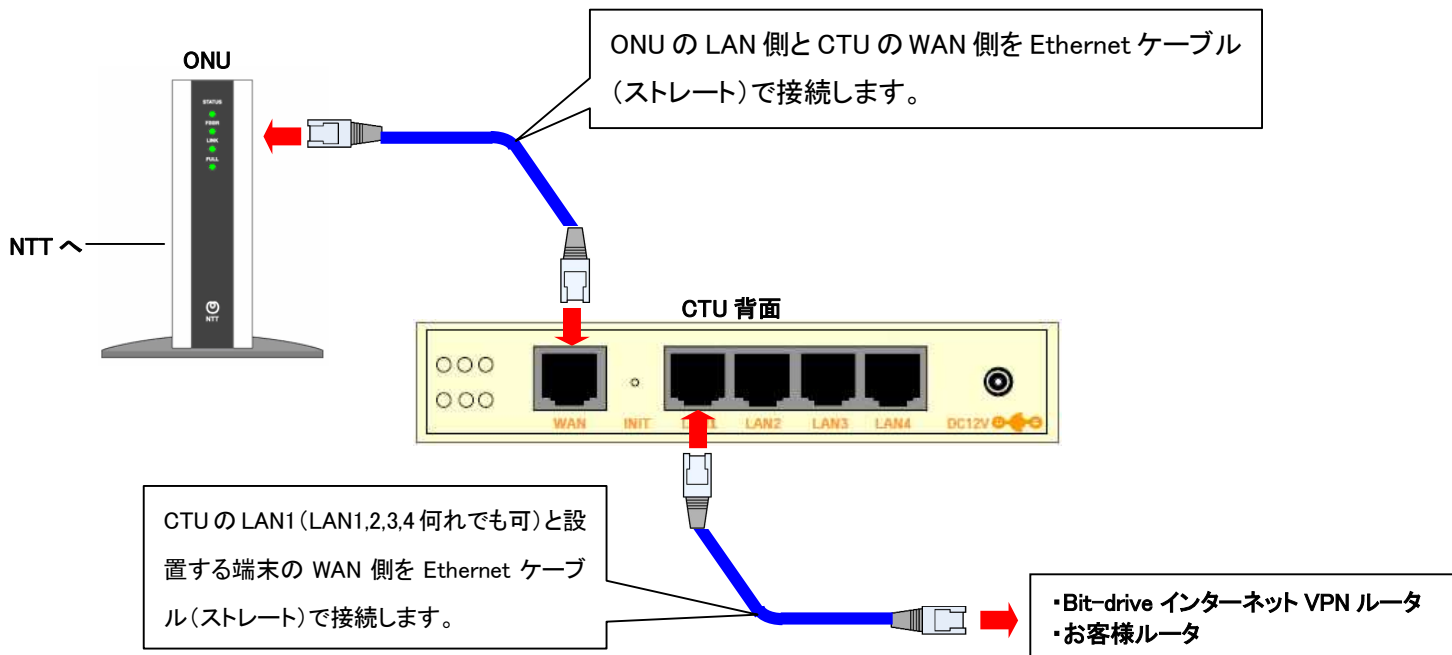 ONU の LAN 側と CTU の WAN 側を Ethernet ケーブル
(ストレート)で接続します。
ONU
STATUS
POWER
LINK
FULL
NTT へ
NTT
CTU 背面
WAN
INIT
LAN1
LAN2
LAN3
LAN4
DC12V
CTU の LAN1(LAN1,2,3,4 何れでも可)と設
置する端末の WAN 側を Ethernet ケーブ
ル(ストレート)で接続します。
・Bit-drive インターネット VPN ルータ
・お客様ルータ